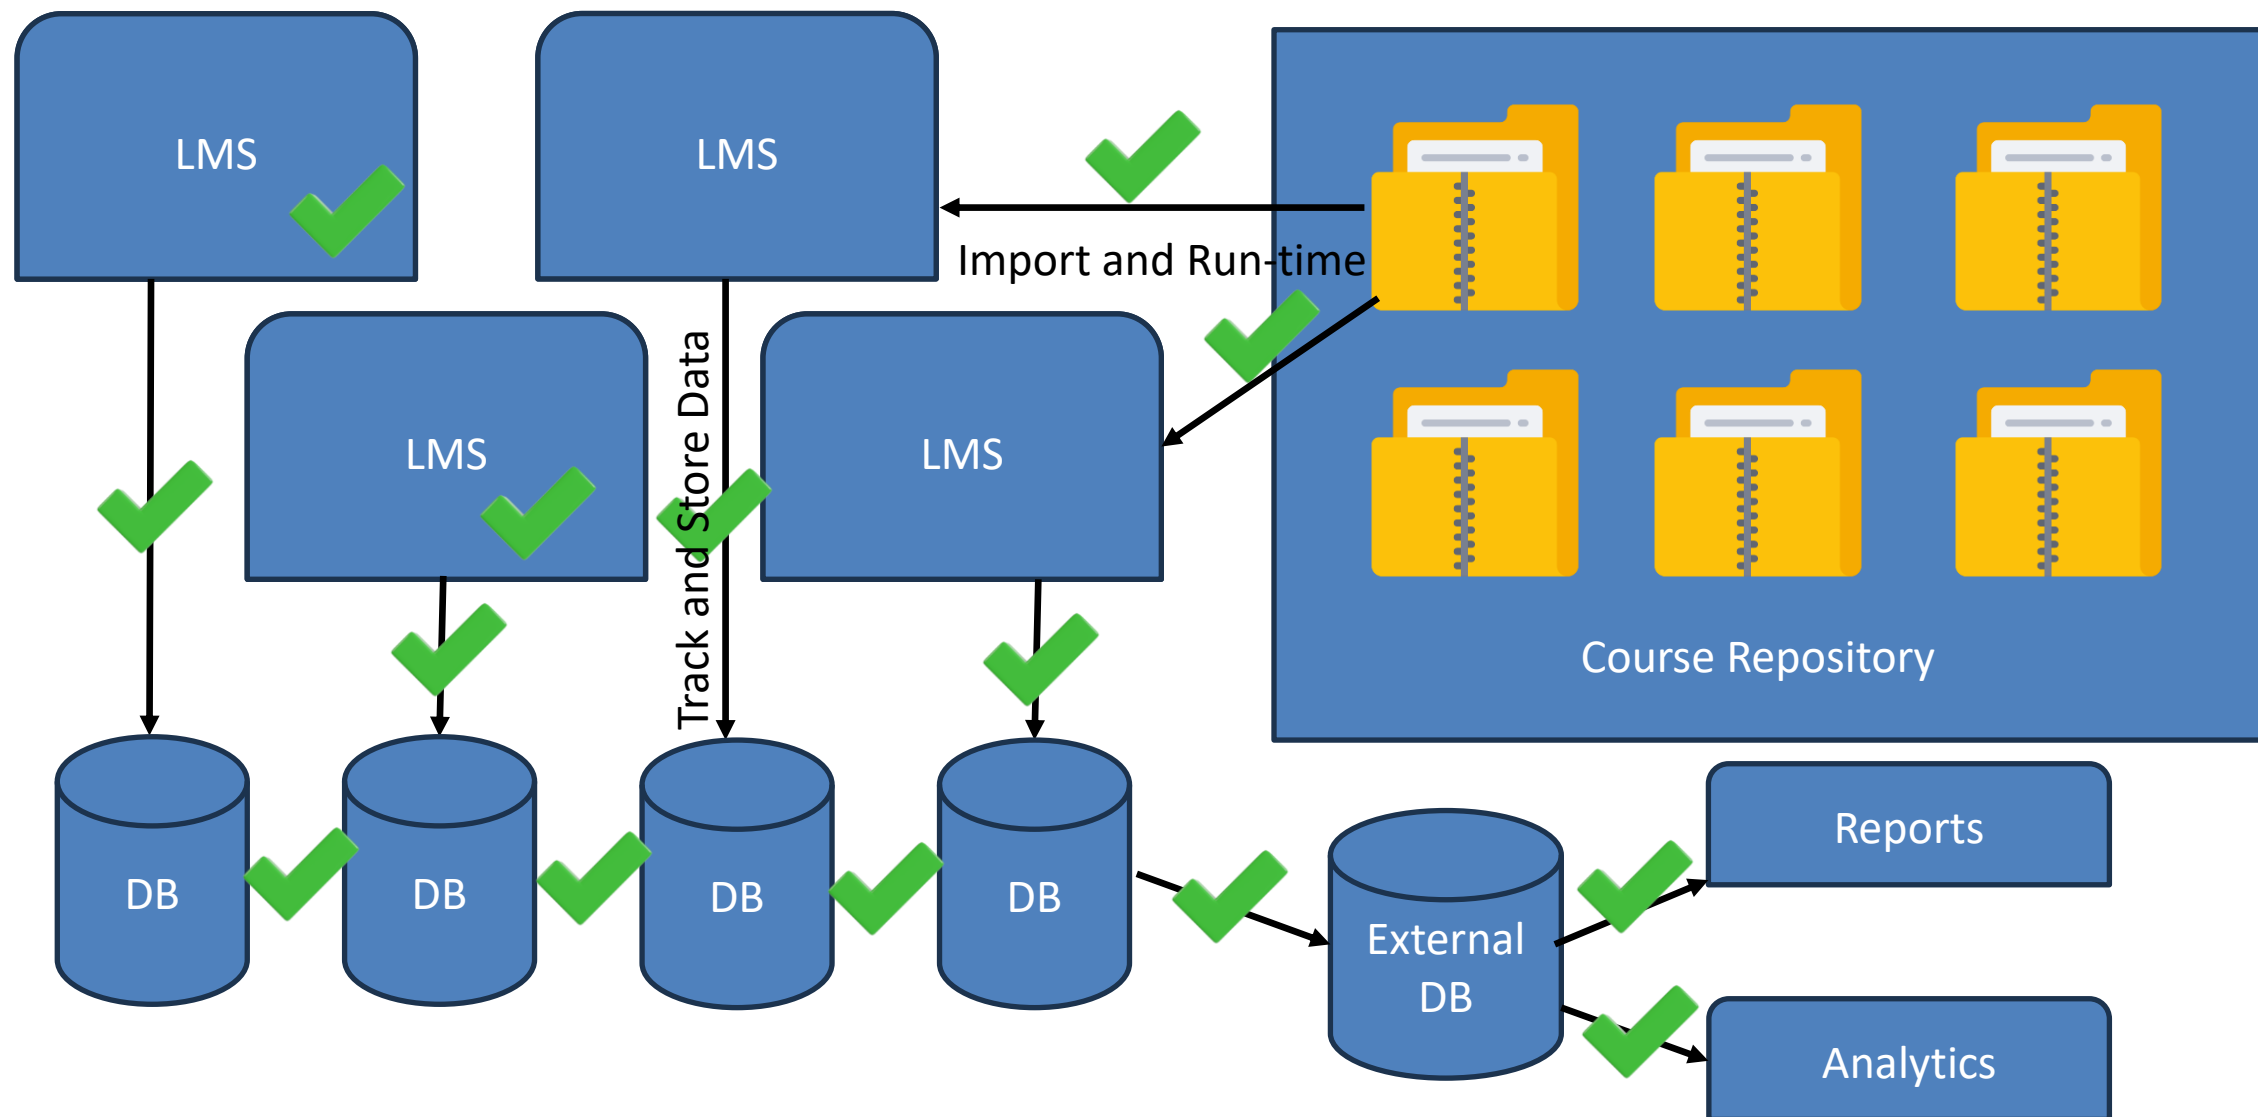 LMS
LMS
Import and Run-time
LMS
LMS
Track and Store Data
Course Repository
DB
DB
DB
DB
External
DB
Reports
Analytics